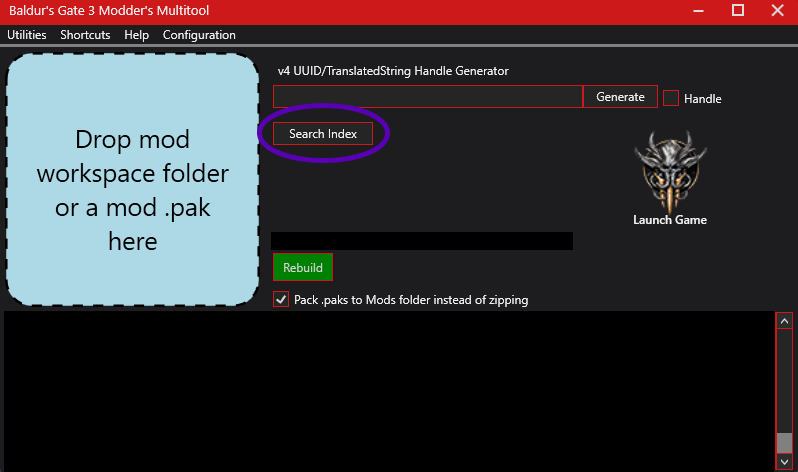 Baldur's Gate 3 Modder's Multitool
Utilities Shortcuts Help Configuration
v4 UUID/TranslatedString Handle Generator
Generate
Handle
Drop mod
workspace folder
or a mod .pak
here
Search Index
Launch Game
Rebuild
Pack .paks to Mods folder instead of zipping